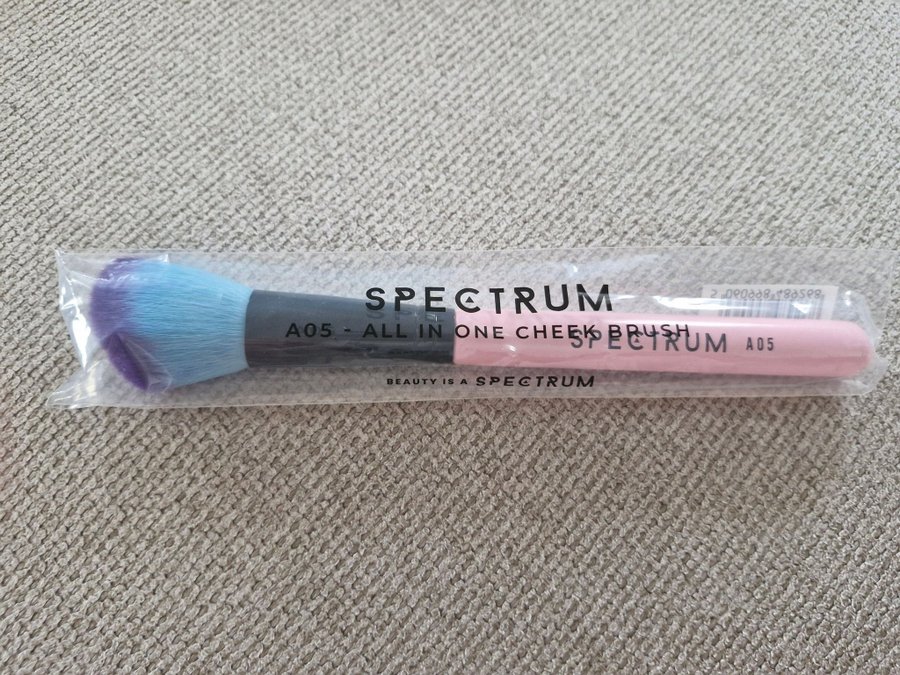 SPECTRUM
A05 - ALL IN ONE CHEEK BRUSH
SPECTRUM A05
BEAUTY IS A SPECTRUM